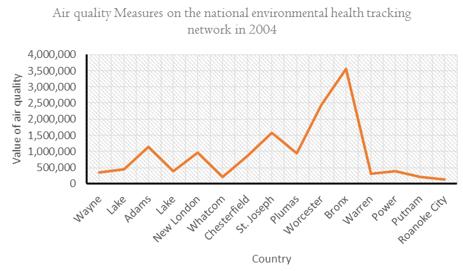 Air quality Measures on the national environmental health tracking
network in 2004
Value of air quality
4,000,000
3,500,000
3,000,000
2,500,000
2,000,000
1,500,000
1,000,000
500,000
0
Wayne
Lake
Adams
Lake
New London
Whatcom
Chesterfield
St. Joseph
Plumas
Worcester
Bronx
Warren
Power
Putnam
Roanoke City
Country